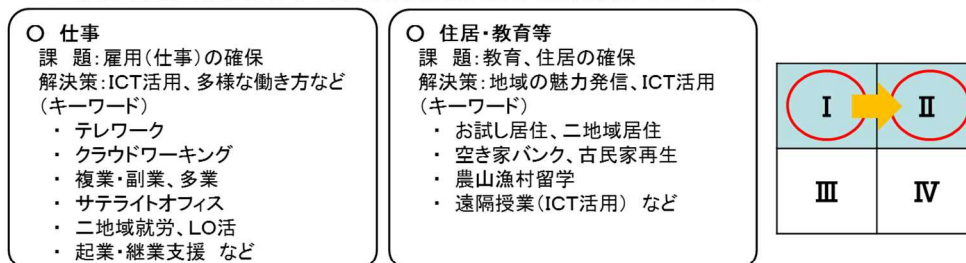 ○ 仕事
課 題:雇用(仕事)の確保
解決策:ICT活用、多様な働き方など
(キーワード)
・ テレワーク
・ クラウドワーキング
・ 複業・副業、多業
・ サテライトオフィス
・ 二地域就労、LO活
・ 起業・継業支援 など
○ 住居・教育等
課 題:教育、住居の確保
解決策:地域の魅力発信、ICT活用
(キーワード)
・ お試し居住、二地域居住
・ 空き家バンク、古民家再生
・ 農山漁村留学
・ 遠隔授業(ICT活用) など
Ⅰ Ⅱ
Ⅲ Ⅳ